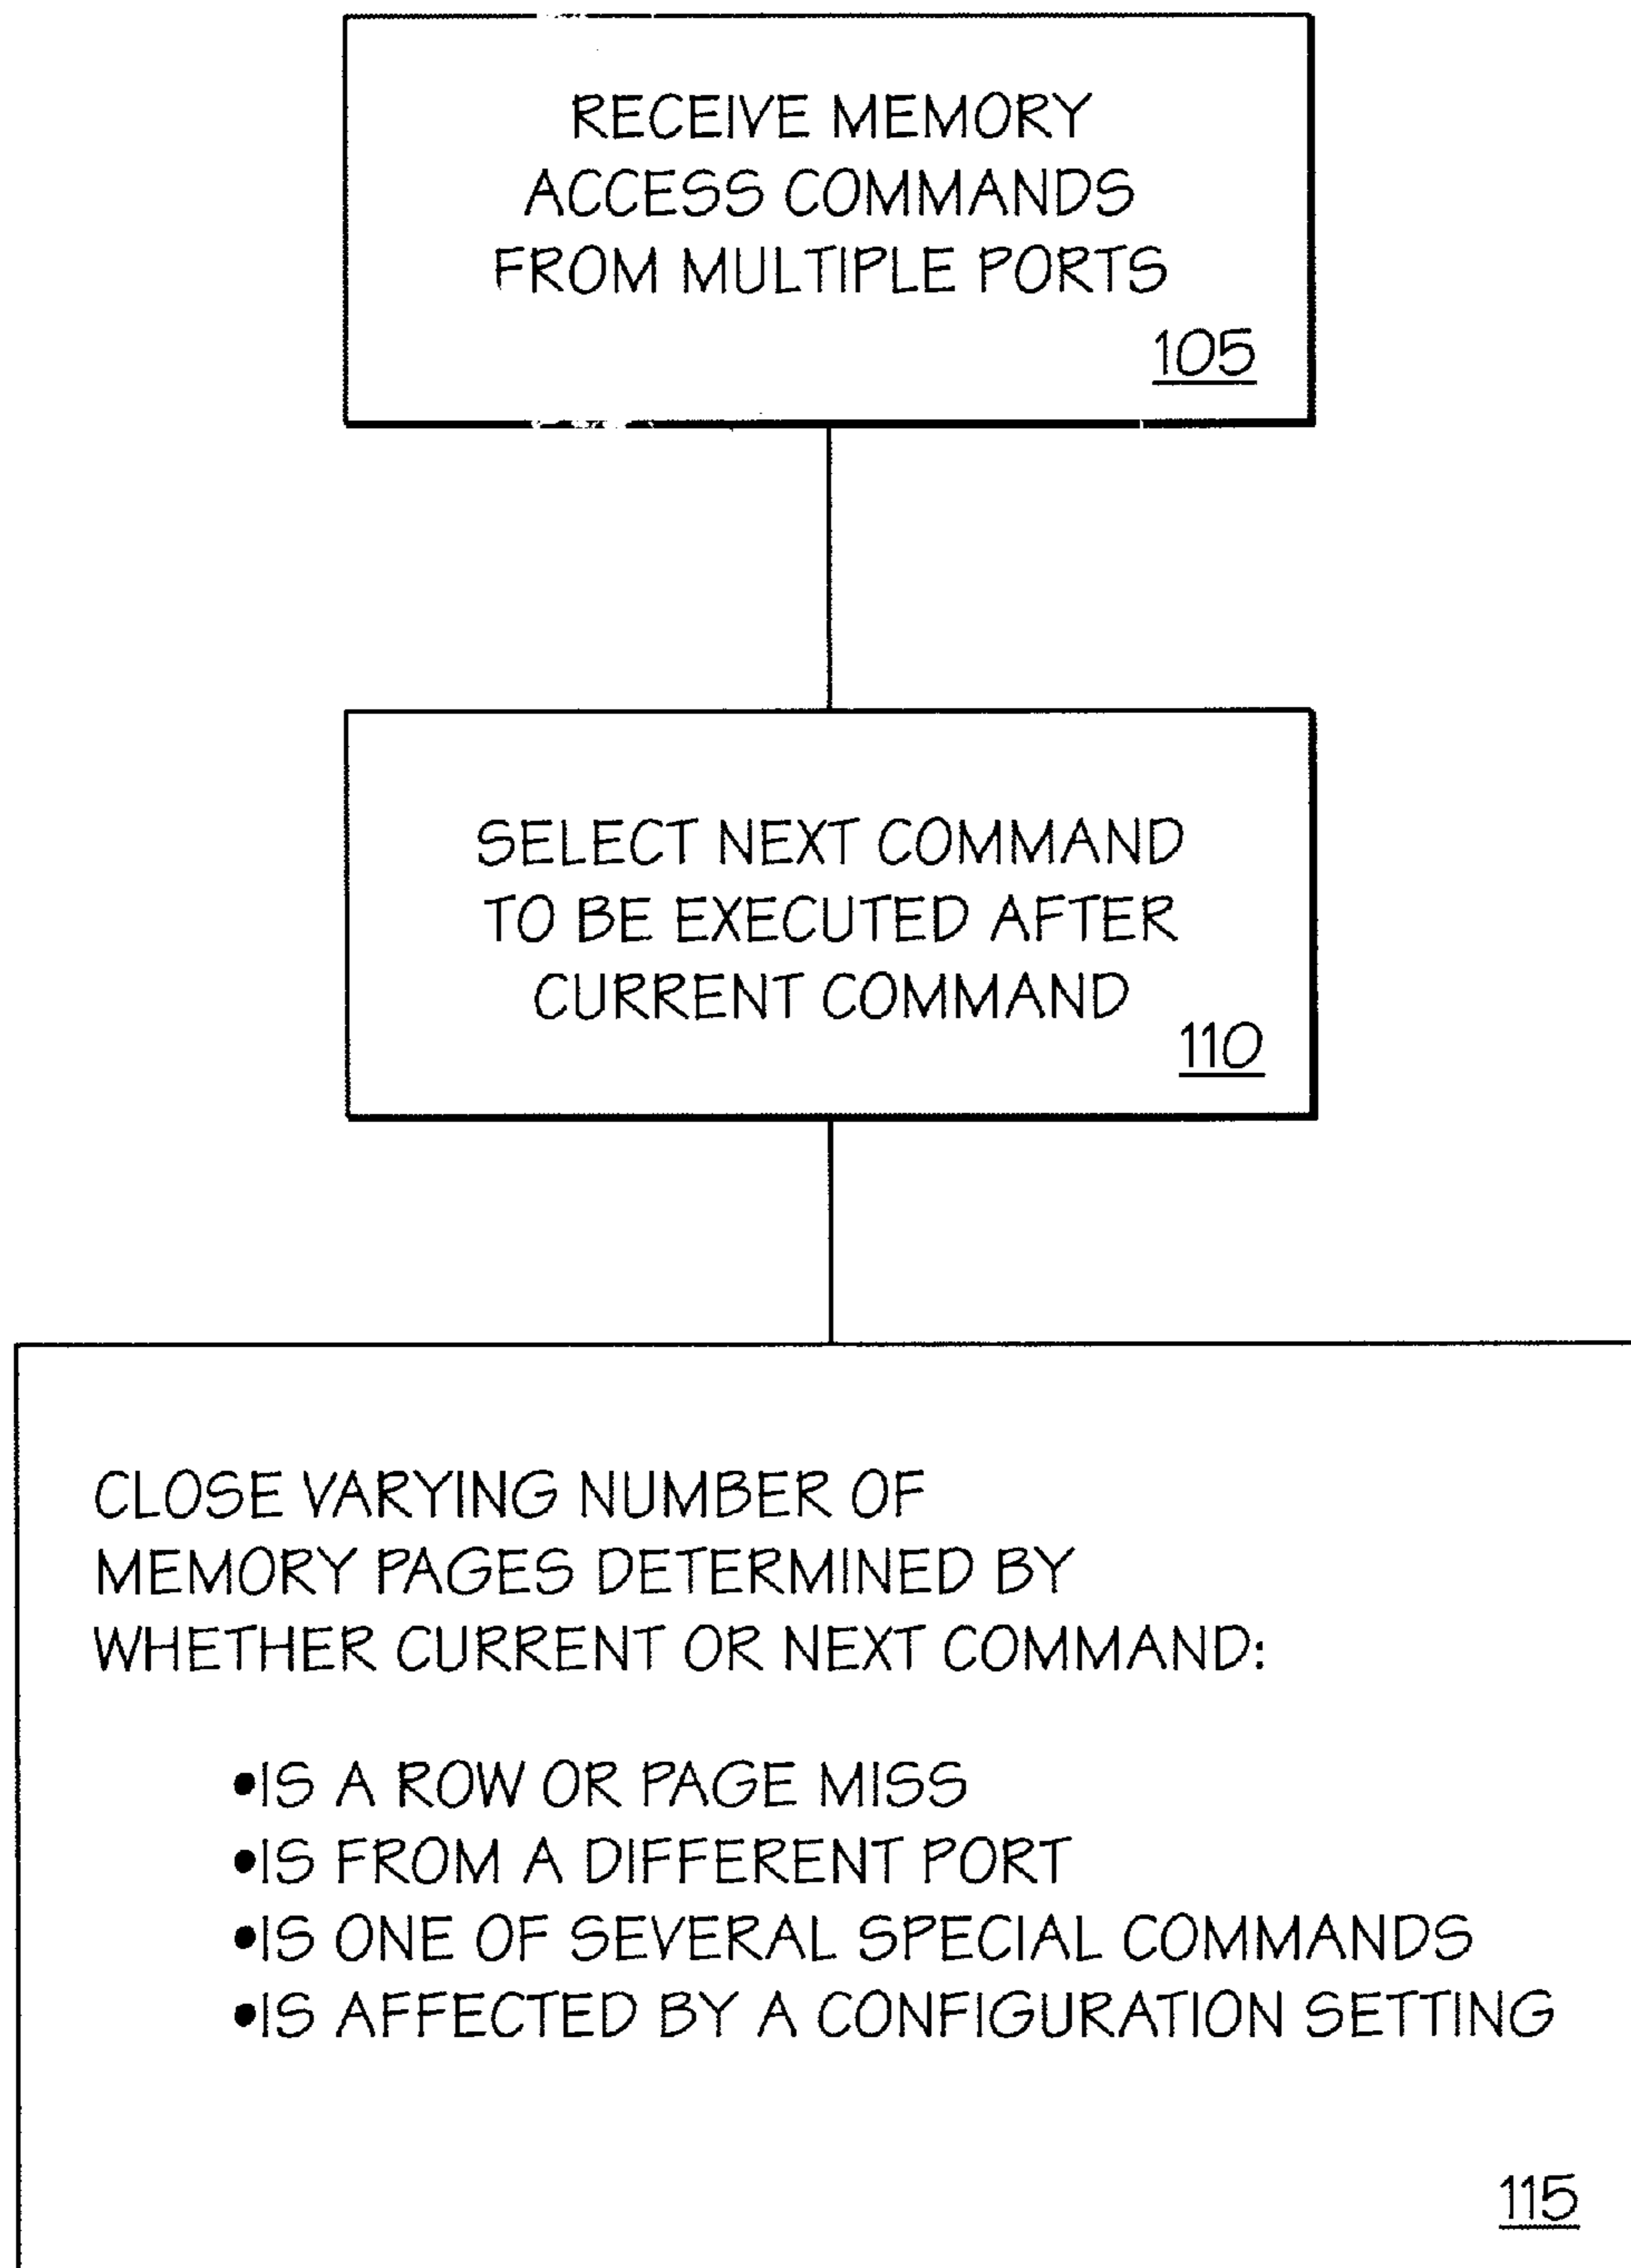 RECEIVE MEMORY
ACCESS COMMANDS
FROM MULTIPLE PORTS
105
SELECT NEXT COMMAND
TO BE EXECUTED AFTER
CURRENT COMMAND
110
CLOSE VARYING NUMBER OF
MEMORY PAGES DETERMINED BY
WHETHER CURRENT OR NEXT COMMAND:
•IS A ROW OR PAGE MISS
•IS FROM A DIFFERENT PORT
•IS ONE OF SEVERAL SPECIAL COMMANDS
•IS AFFECTED BY A CONFIGURATION SETTING
115